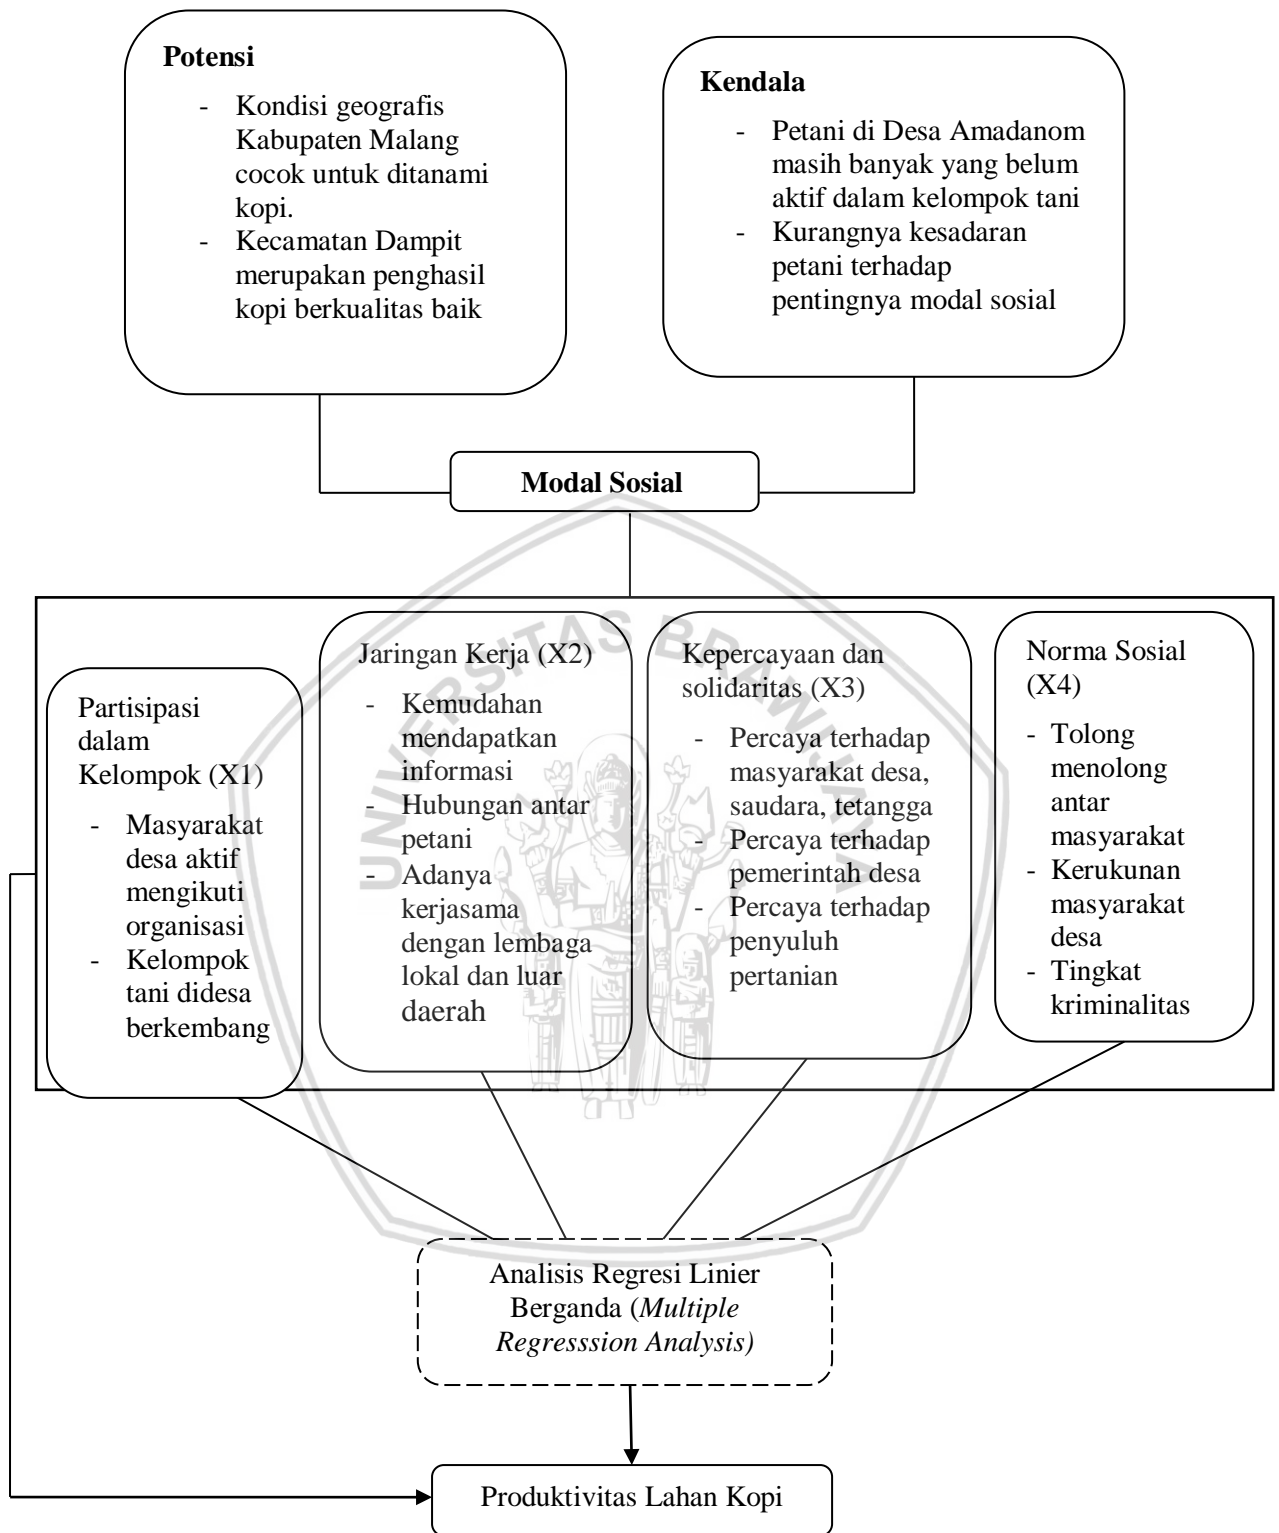 Potensi
- Kondisi geografis
Kabupaten Malang
cocok untuk ditanami
kopi.
- Kecamatan Dampit
merupakan penghasil
kopi berkualitas baik
Kendala
- Petani di Desa Amadanom
masih banyak yang belum
aktif dalam kelompok tani
- Kurangnya kesadaran
petani terhadap
pentingnya modal sosial
Modal Sosial
UNIVERSITAS BRAWIJAYA
Partisipasi
dalam
Kelompok (X1)
- Masyarakat
desa aktif
mengikuti
organisasi
- Kelompok
tani didesa
berkembang
Jaringan Kerja (X2)
- Kemudahan
mendapatkan
informasi
- Hubungan antar
petani
- Adanya
kerjasama
dengan lembaga
lokal dan luar
daerah
Kepercayaan dan
solidaritas (X3)
- Percaya terhadap
masyarakat desa,
saudara, tetangga
- Percaya terhadap
pemerintah desa
- Percaya terhadap
penyuluh
pertanian
Norma Sosial
(X4)
- Tolong
menolong
antar
masyarakat
- Kerukunan
masyarakat
desa
- Tingkat
kriminalitas
Analisis Regresi Linier
Berganda (Multiple
Regresssion Analysis)
Produktivitas Lahan Kopi